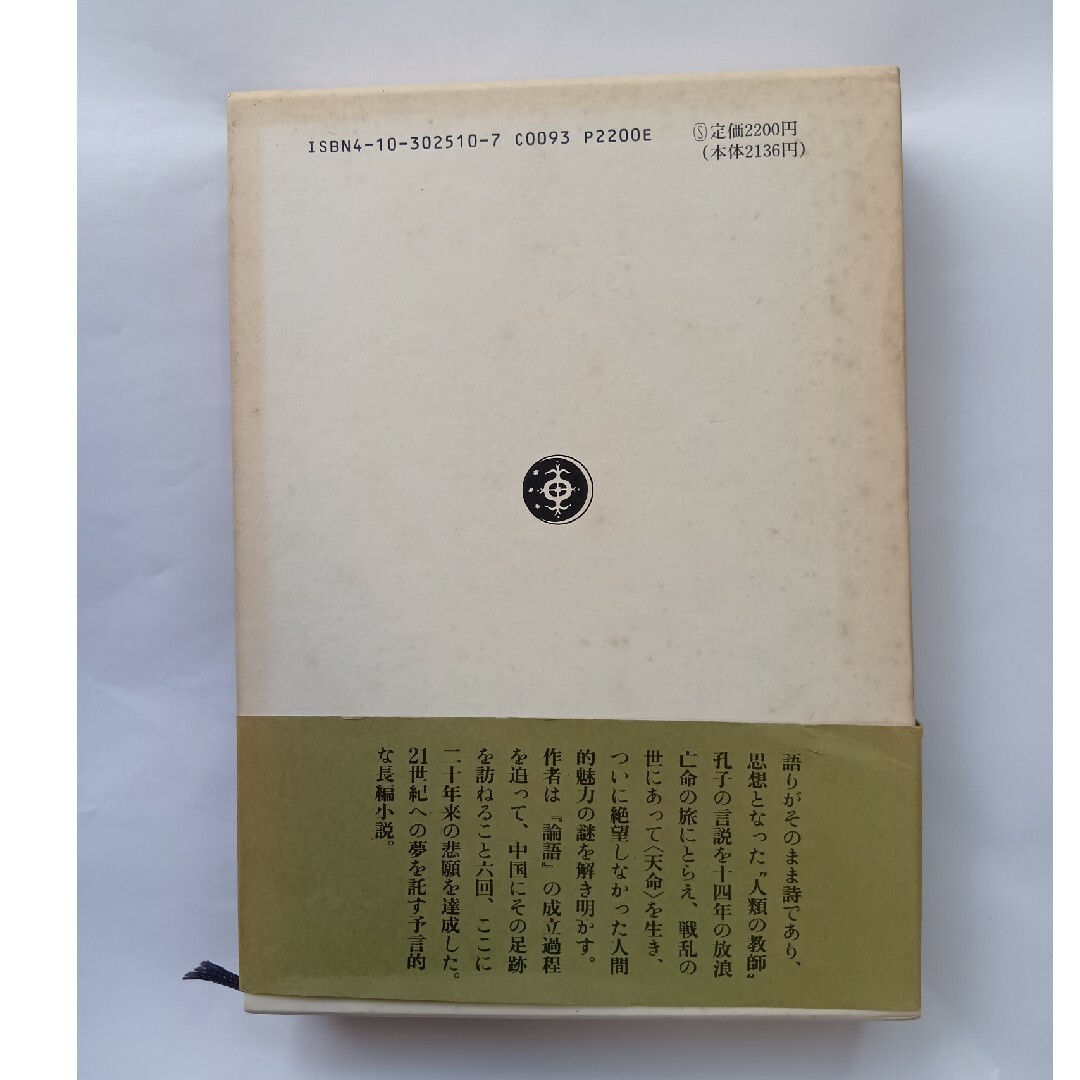 ISBN4-10-302510-7 C0093 P2200E
Ⓢ定価2200円
(本体2136円)
語りがそのまま詩であり、
思想となった〝人類の教師〟
孔子の言説を十四年の放浪
亡命の旅にとらえ、戦乱の
世にあって〈天命〉を生き、
ついに絶望しなかった人間
的魅力の謎を解き明かす。
作者は『論語』の成立過程
を追って、中国にその足跡
を訪ねること六回、ここに
二十年来の悲願を達成した。
21世紀への夢を託す予言的
な長編小説。